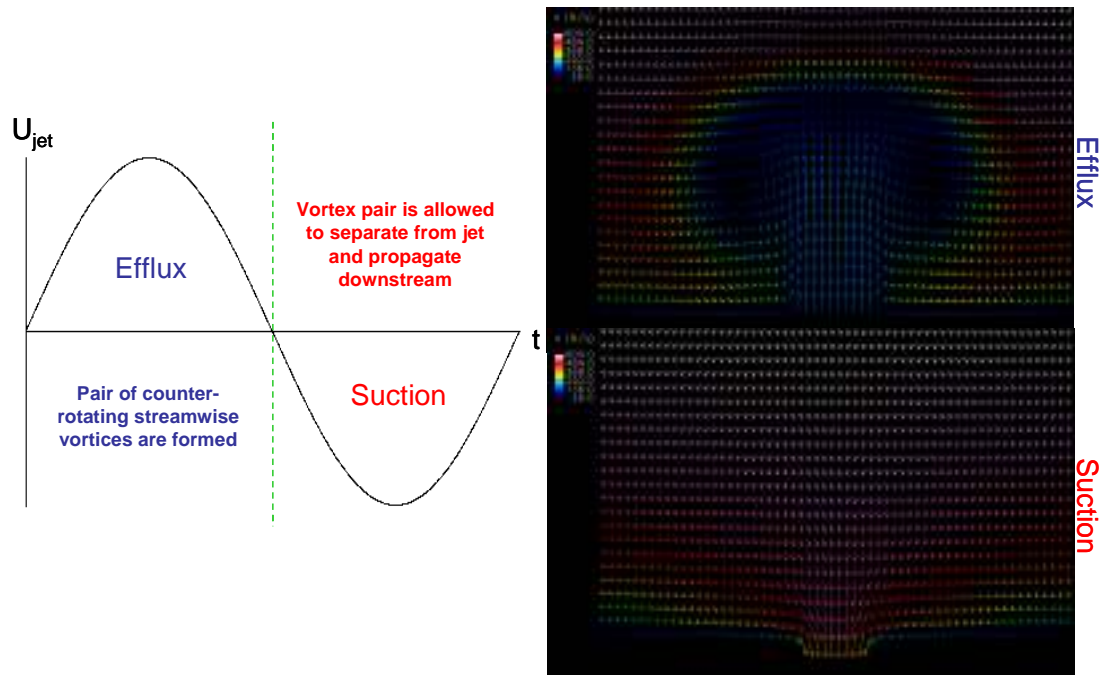 U_jet
Efflux
Vortex pair is allowed
to separate from jet
and propagate
downstream
t
Pair of counter-
rotating streamwise
vortices are formed
Suction
Efflux
Suction